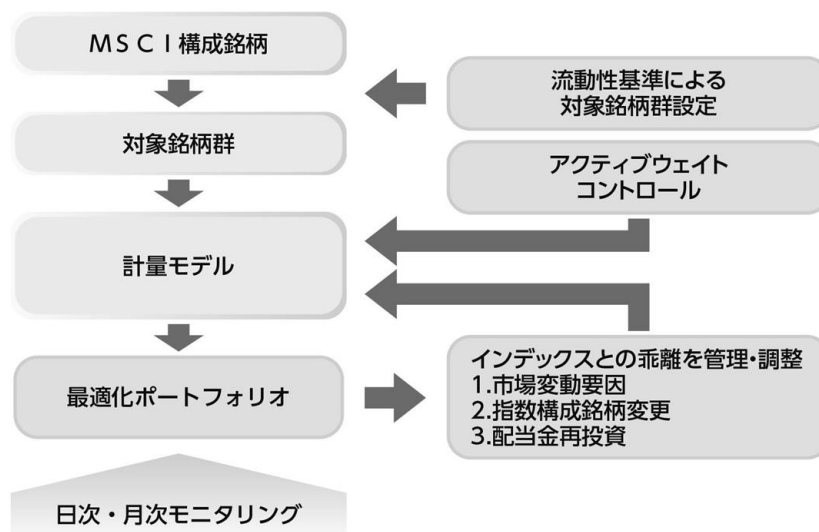 ＭＳＣＩ構成銘柄
流動性基準による
対象銘柄群設定
対象銘柄群
アクティブウェイト
コントロール
計量モデル
最適化ポートフォリオ
インデックスとの乖離を管理・調整
1.市場変動要因
2.指数構成銘柄変更
3.配当金再投資
日次・月次モニタリング